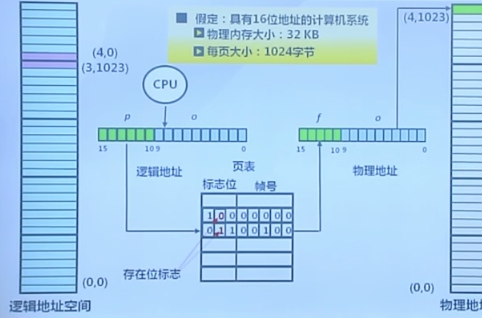 假定：具有16位地址的计算机系统
物理内存大小：32 KB
每页大小：1024字节
(4,0)
(3,1023)
(4,1023)
CPU
p o
f o
15 10 9 0
15 10 9 0
逻辑地址
页表
物理地址
标志位 帧号
1 0 0 0 0 0 0 0
0 1 1 0 0 1 0 0
存在位标志
(0,0)
(0,0)
逻辑地址空间
物理地